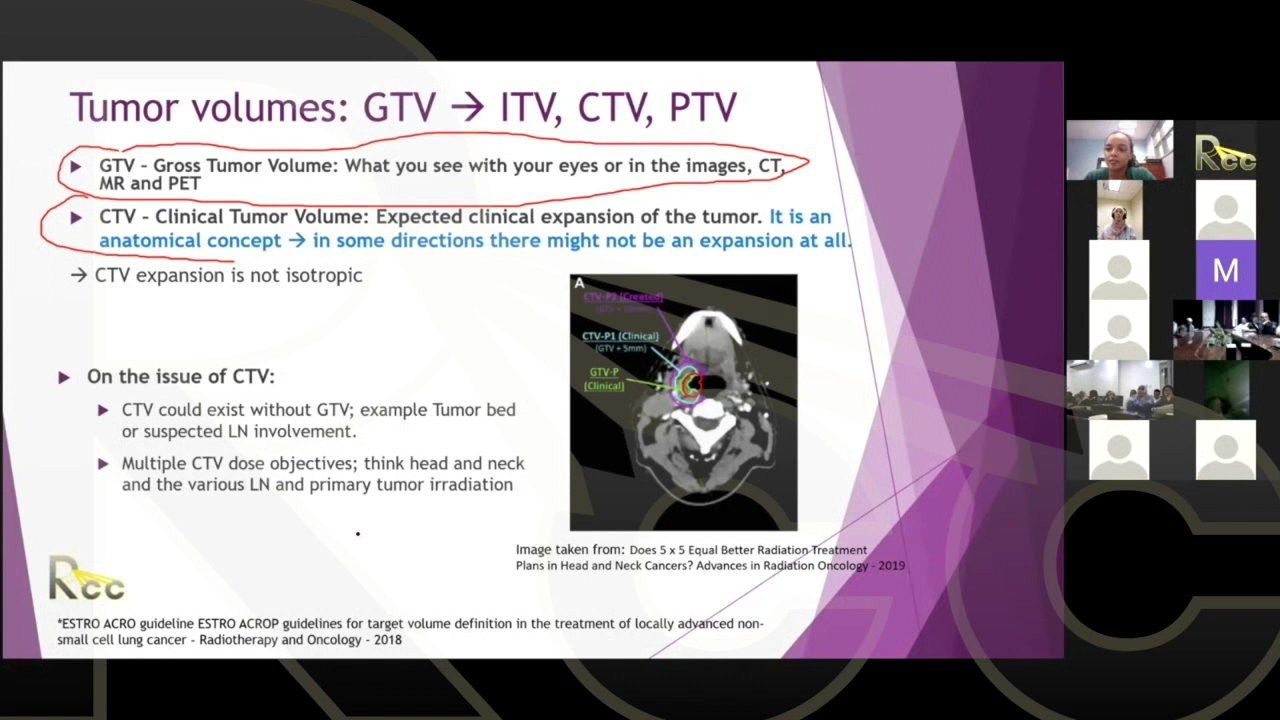 Tumor volumes: GTV → ITV, CTV, PTV
► GTV – Gross Tumor Volume: What you see with your eyes or in the images, CT,
MR and PET
► CTV – Clinical Tumor Volume: Expected clinical expansion of the tumor. It is an
anatomical concept → in some directions there might not be an expansion at all.
→ CTV expansion is not isotropic
► On the issue of CTV:
► CTV could exist without GTV; example Tumor bed
or suspected LN involvement.
► Multiple CTV dose objectives; think head and neck
and the various LN and primary tumor irradiation
A
CTV-P2 (Created)
CTV-P1 (Clinical)
(GTV + 5mm)
GTV-P
(Clinical)
Image taken from: Does 5 x 5 Equal Better Radiation Treatment
Plans in Head and Neck Cancers? Advances in Radiation Oncology - 2019
Rcc
*ESTRO ACRO guideline ESTRO ACROP guidelines for target volume definition in the treatment of locally advanced non-
small cell lung cancer - Radiotherapy and Oncology - 2018
Rcc
M